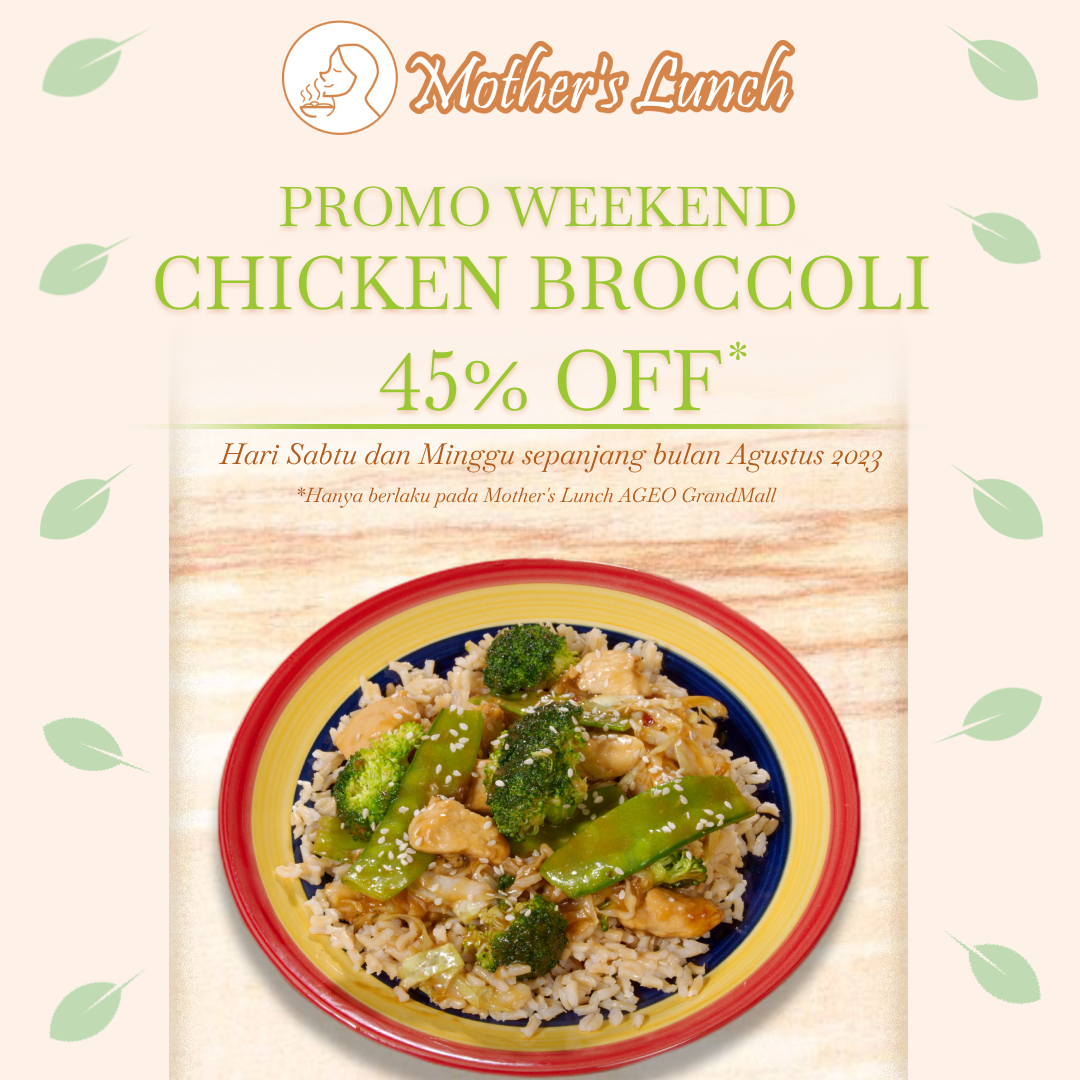 Mother's Lunch
PROMO WEEKEND
CHICKEN BROCCOLI
45% OFF*
Hari Sabtu dan Minggu sepanjang bulan Agustus 2023
*Hanya berlaku pada Mother's Lunch AGEO GrandMall